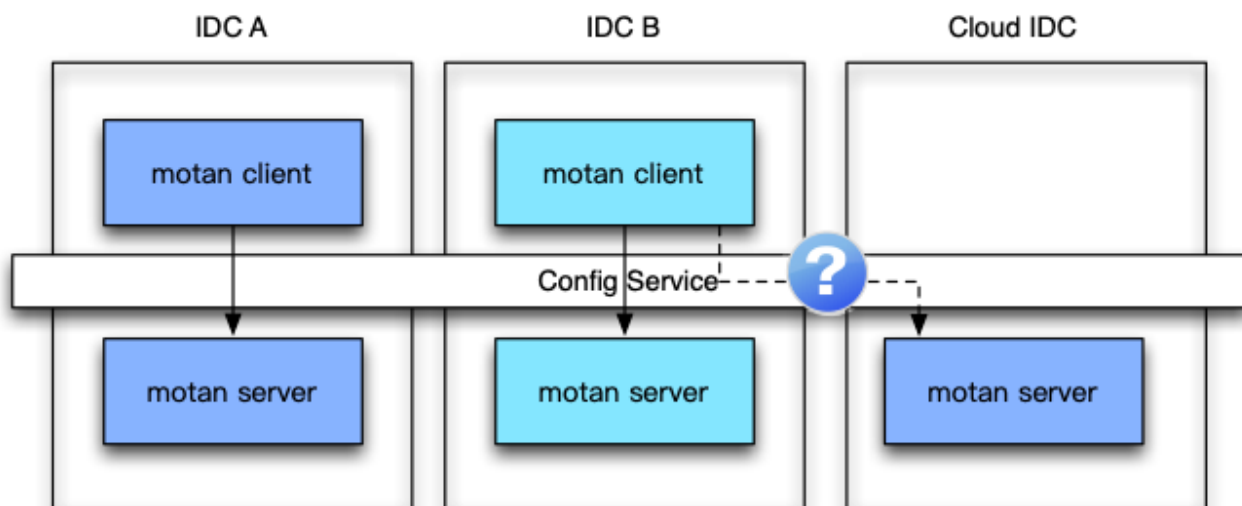 IDC A
IDC B
Cloud IDC
motan client
motan client
Config Service
?
motan server
motan server
motan server